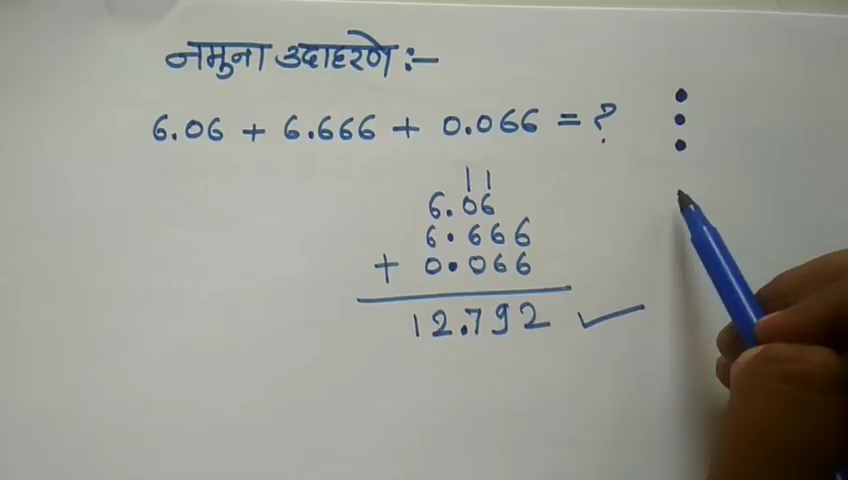 नमुना उदाहरणे :-
6.06 + 6.666 + 0.066 = ?
11
6.06
6.666
+ 0.066
12.792 ✓